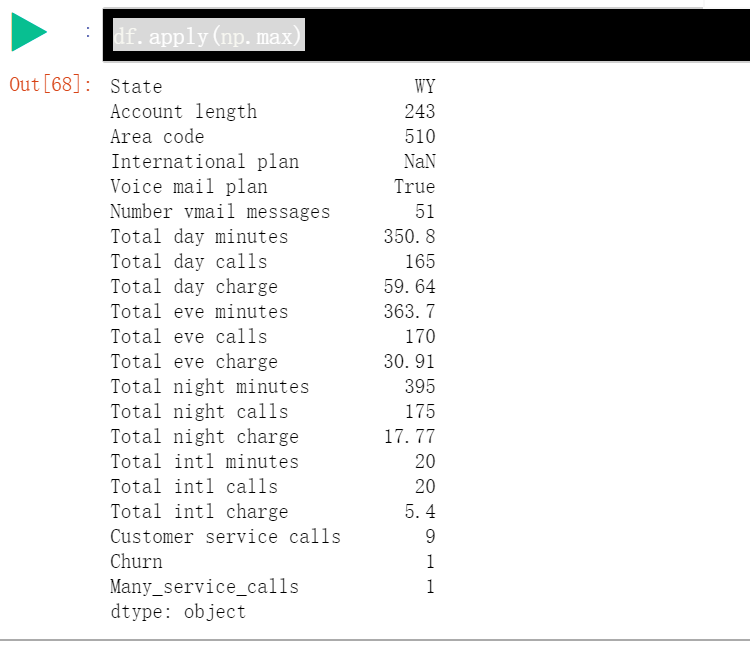 : df.apply(np.max)
Out[68]: State WY
Account length 243
Area code 510
International plan NaN
Voice mail plan True
Number vmail messages 51
Total day minutes 350.8
Total day calls 165
Total day charge 59.64
Total eve minutes 363.7
Total eve calls 170
Total eve charge 30.91
Total night minutes 395
Total night calls 175
Total night charge 17.77
Total intl minutes 20
Total intl calls 20
Total intl charge 5.4
Customer service calls 9
Churn 1
Many_service_calls 1
dtype: object